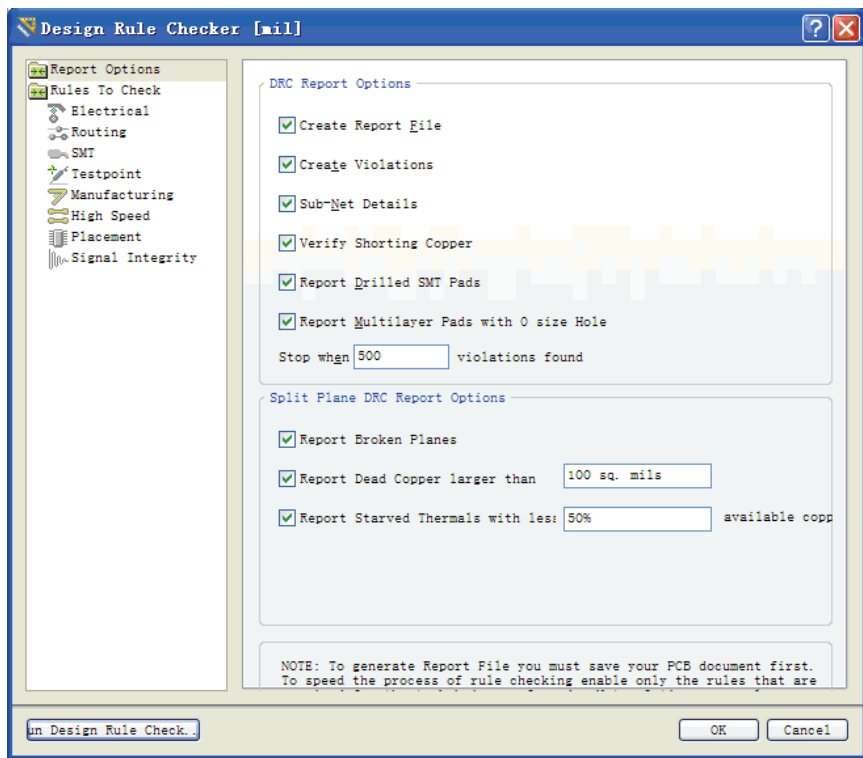 Design Rule Checker [mil]
Report Options
Rules To Check
Electrical
Routing
SMT
Testpoint
Manufacturing
High Speed
Placement
Signal Integrity
DRC Report Options
Create Report File
Create Violations
Sub-Net Details
Verify Shorting Copper
Report Drilled SMT Pads
Report Multilayer Pads with 0 size Hole
Stop when 500 violations found
Split Plane DRC Report Options
Report Broken Planes
Report Dead Copper larger than 100 sq. mils
Report Starved Thermals with less 50% available copp
NOTE: To generate Report File you must save your PCB document first.
To speed the process of rule checking enable only the rules that are
un Design Rule Check..
OK
Cancel